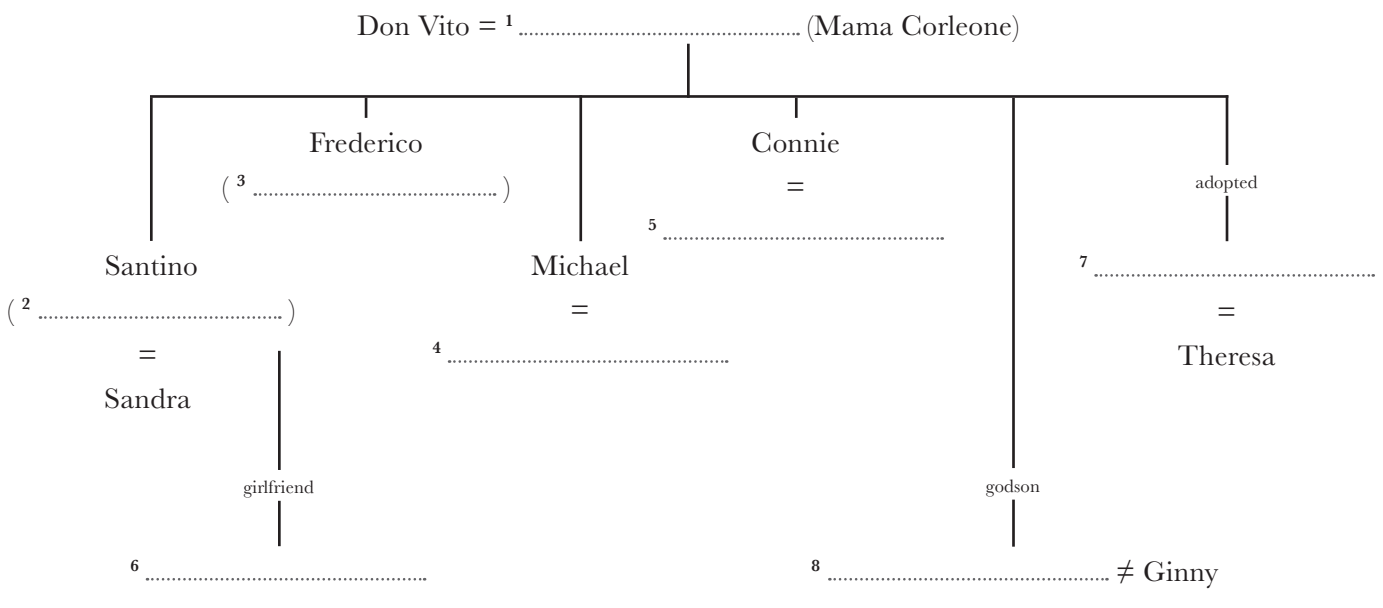 Don Vito = 1 ........................ (Mama Corleone)
Frederico
Connie
( 3 ........................ )
=
adopted
5 ........................
Santino
Michael
7 ........................
( 2 ........................ )
=
=
=
4 ........................
Theresa
Sandra
girlfriend
godson
6 ........................
8 ........................ ≠ Ginny